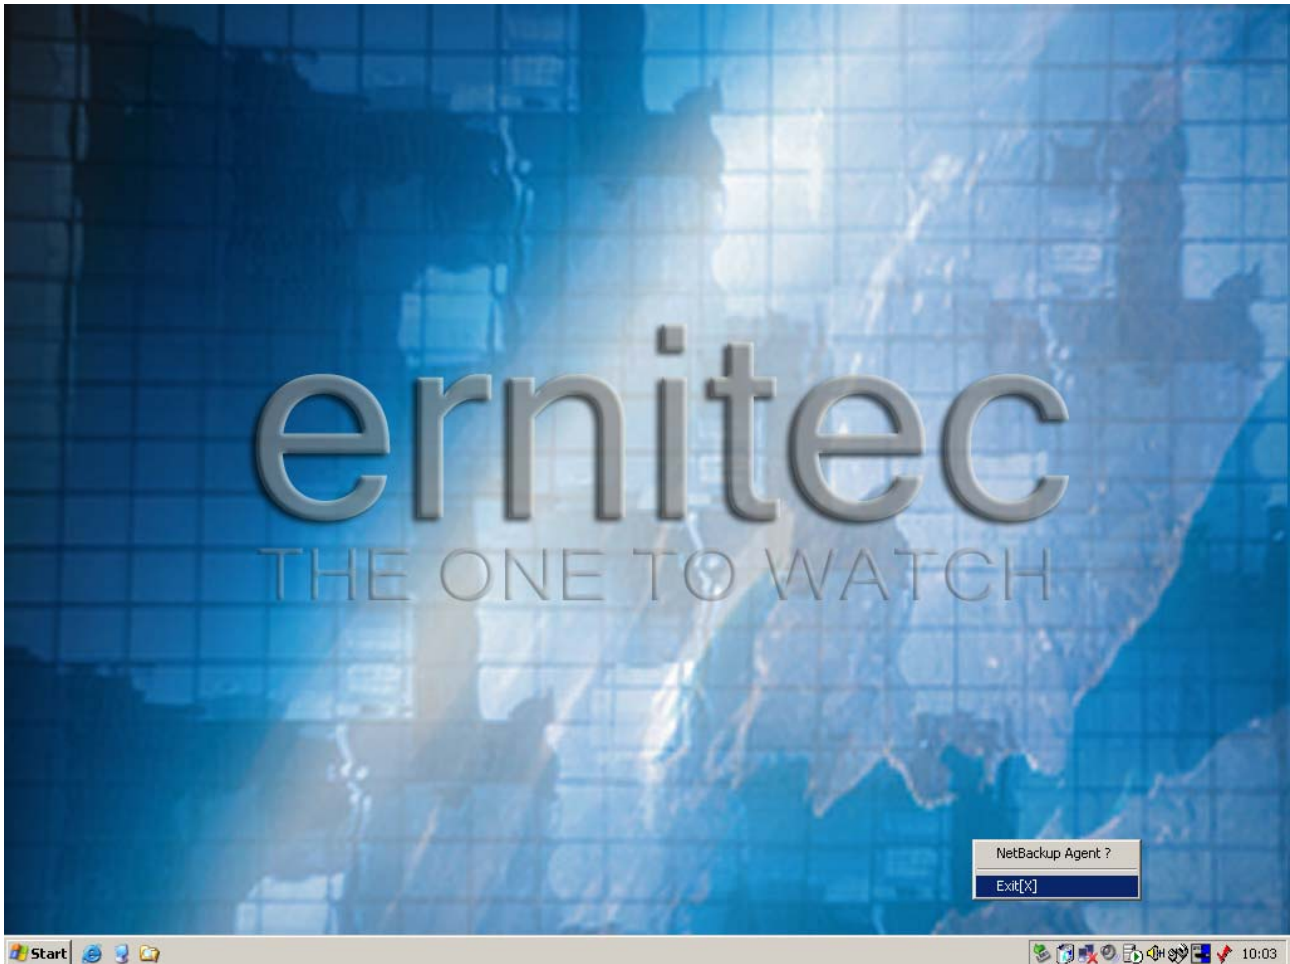 ernitec
THE ONE TO WATCH
NetBackup Agent ?
Exit[X]
Start
10:03